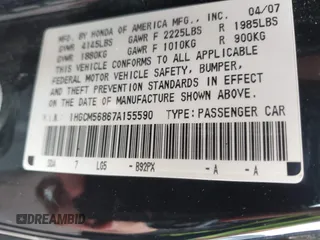 MFD. BY HONDA OF AMERICA MFG., INC. 04/07
GVWR 4145LBS GAWR F 2225LBS R 1985LBS
GVWR 1880KG GAWR F 1010KG R 900KG
THIS VEHICLE CONFORMS TO ALL APPLICABLE
FEDERAL MOTOR VEHICLE SAFETY, BUMPER,
AND THEFT PREVENTION STANDARDS IN
EFFECT ON THE DATE OF MANUFACTURE
SHOWN ABOVE.
V.I.N. 1HGCM56867A155590 TYPE:PASSENGER CAR
7 L05 - B92PX - A - A
DREAMBID